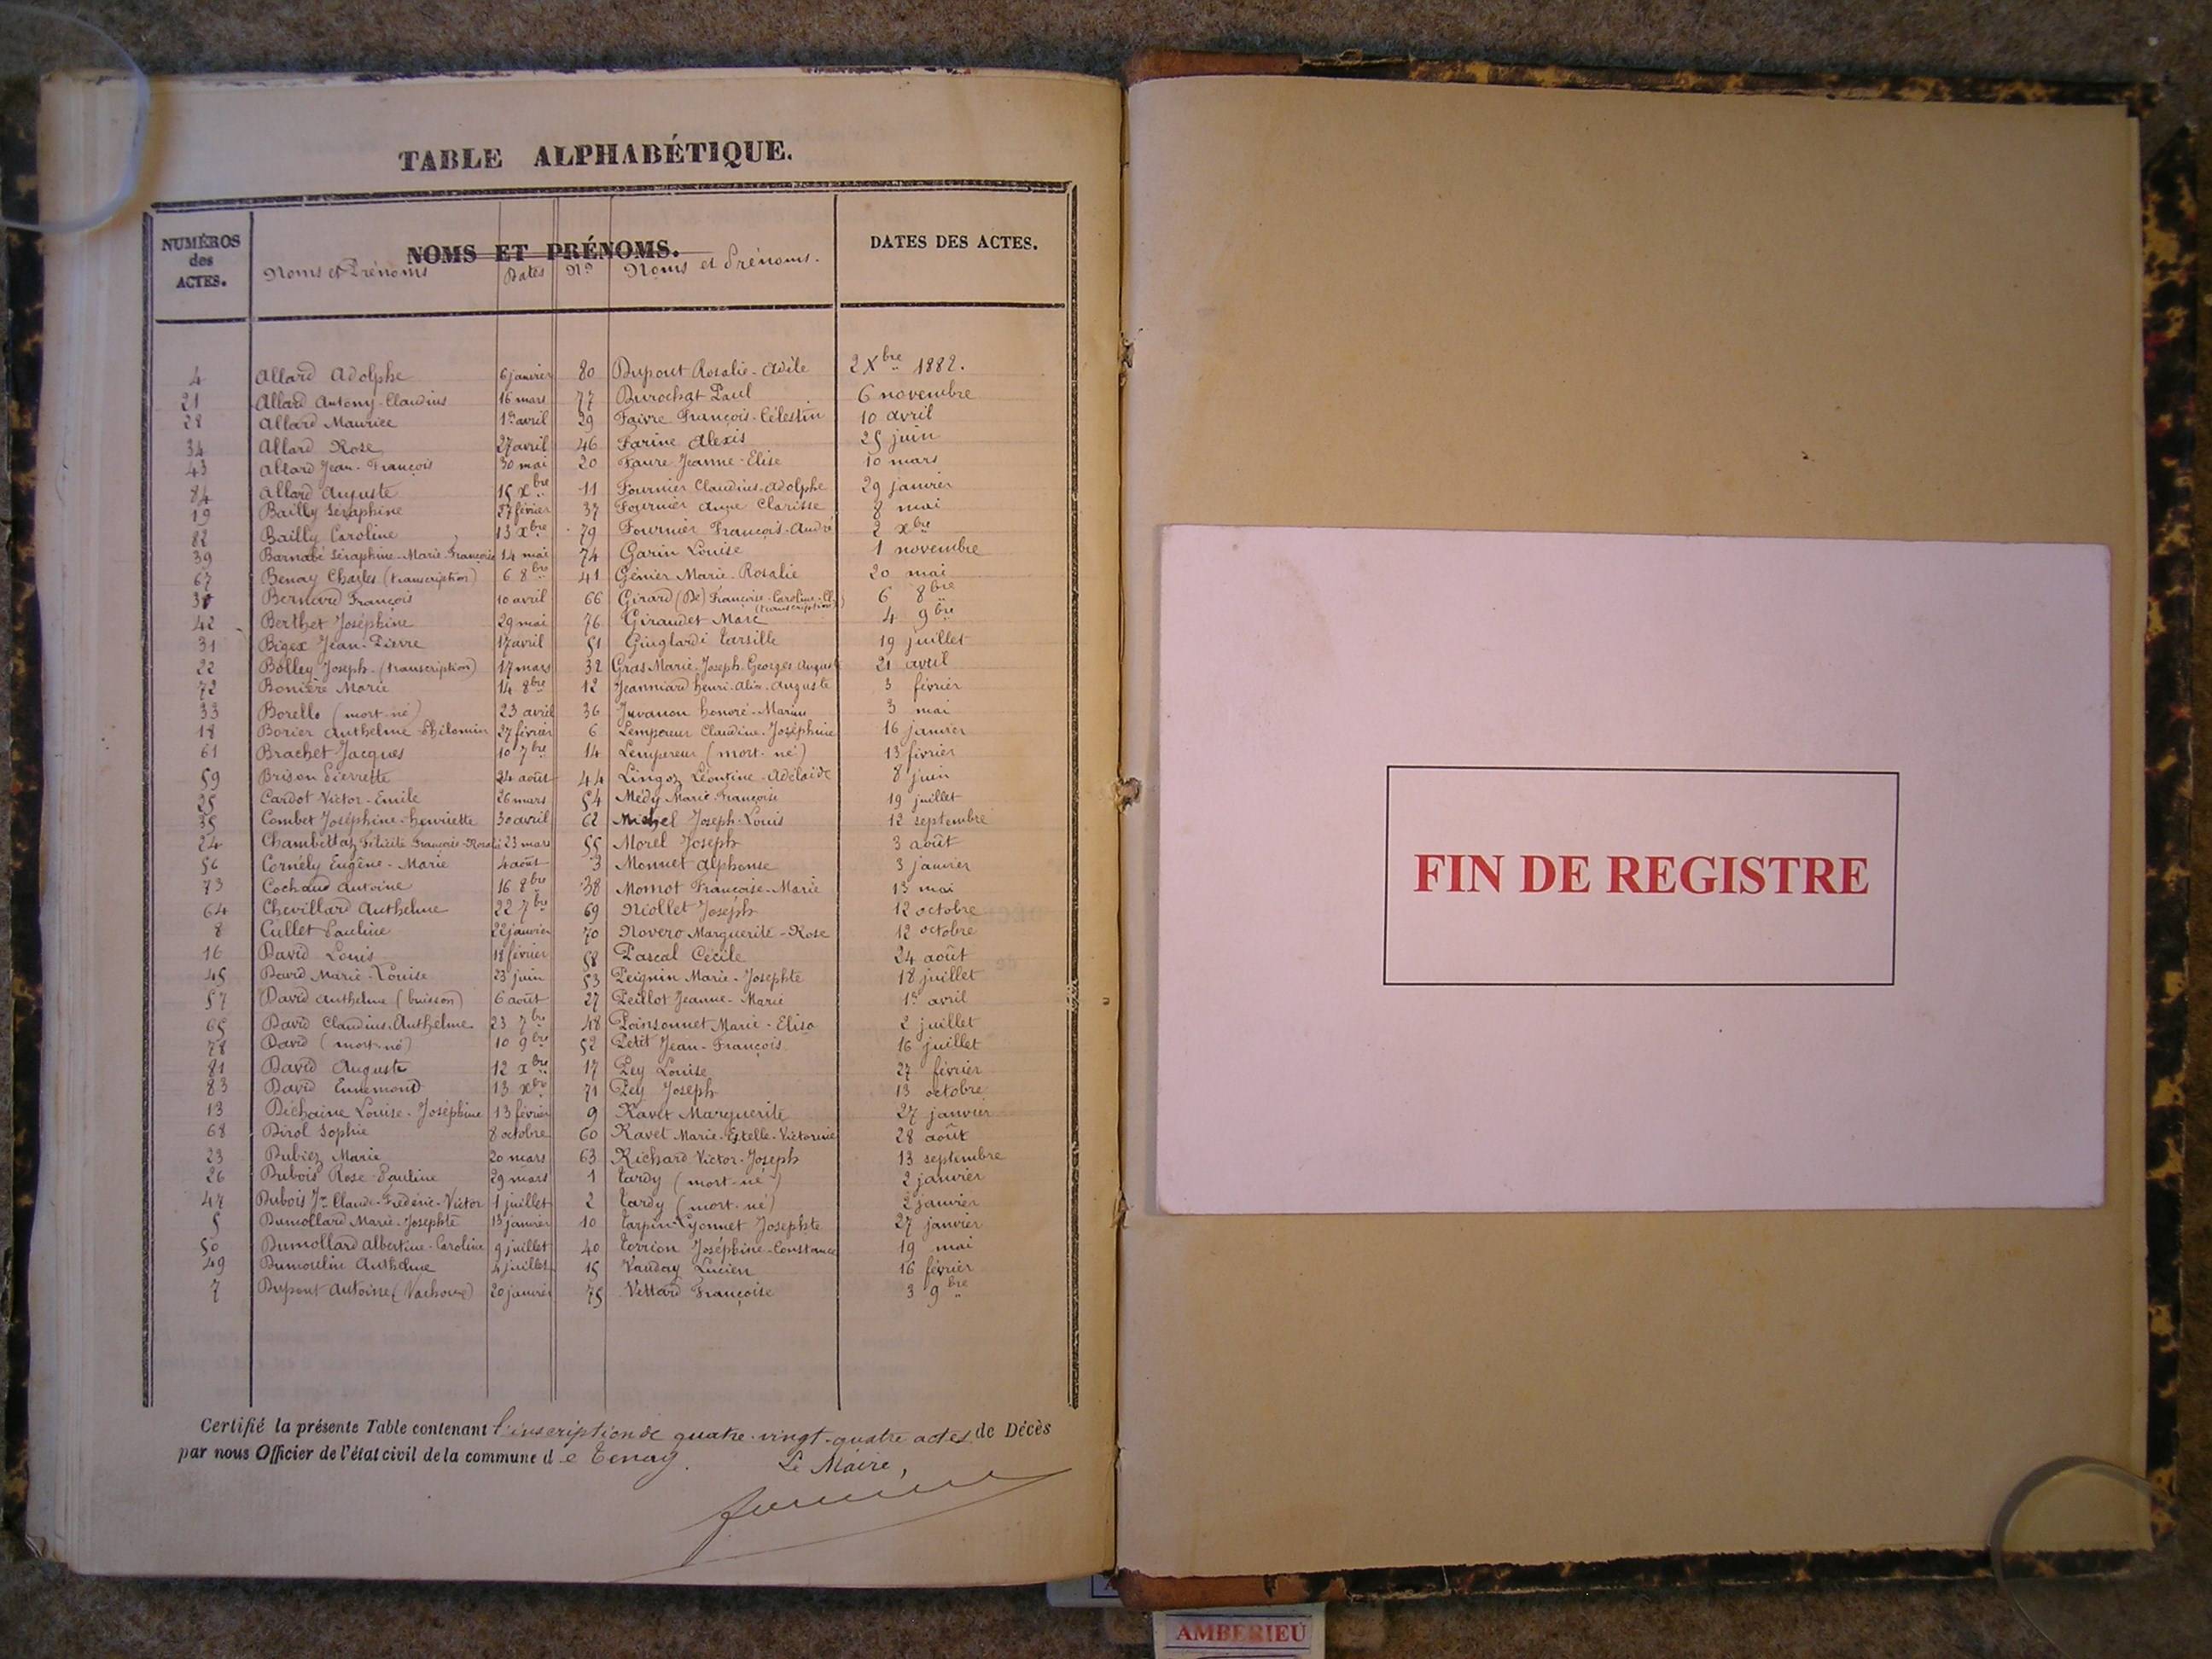 TABLE ALPHABÉTIQUE.
NUMÉROS des ACTES.
NOMS ET PRÉNOMS.
DATES DES ACTES.
Noms et Prénoms Dates No Noms et Prénoms.
4 Allard Adolphe 6 janvier 80 Dupont Rosalie-Adèle 2 Xbre 1882.
21 Allard Antony-Claudius 16 mars 77 Durochat Paul 6 novembre
28 Allard Maurice 1er avril 29 Faivre François-Célestin 10 avril
34 Allard Rose 27 avril 46 Farine Alexis 25 juin
43 Allard Jean-François 30 mai 20 Faure Jeanne-Elise 10 mars
84 Allard Auguste 15 Xbre 11 Fournier Claudius-Adolphe 29 janvier
19 Bailly Séraphine 27 février 37 Fournier Anne Clarisse 8 mai
82 Bailly Caroline 13 Xbre 79 Fournier François-André 2 Xbre
39 Barnabé Séraphine-Marie-Françoise 14 mai 74 Garin Louise 1 novembre
67 Benay Charles (transcription) 6 8bre 41 Génier Marie-Rosalie 20 mai
30 Bernard François 10 avril 66 Girard (De) Françoise-Caroline-Cl. (transcription) 6 8bre
42 Berthet Joséphine 29 mai 76 Giraudet Marc 4 9bre
31 Bigex Jean-Pierre 17 avril 51 Giuglardi Tarsille 19 juillet
22 Bolley Joseph (transcription) 17 mars 32 Gras Marie-Joseph-Georges-Auguste 21 avril
72 Bonière Marie 14 8bre 12 Jeanniard henri-Alix-Auguste 3 février
33 Borello (mort-né) 23 avril 36 Juvanon honoré-Marius 3 mai
18 Borier Anthelme-Philomin 27 février 6 Lempereur Claudine-Joséphine 16 janvier
61 Brachet Jacques 10 7bre 14 Lempereur (mort-né) 13 février
59 Brison Pierrette 24 août 44 Lingoz Léontine-Adélaïde 8 juin
25 Cardot Victor-Emile 26 mars 54 Médy Marie-Françoise 19 juillet
35 Combet Joséphine-henriette 30 avril 62 Michel Joseph-Louis 12 septembre
24 Chambettaz Félicité Françoise-Rosalie 23 mars 55 Morel Joseph 3 août
56 Cornély Eugène-Marie 4 août 3 Monnet Alphonse 3 janvier
73 Cochaud Antoine 16 8bre 38 Mornot Françoise-Marie 13 mai
64 Chevillard Anthelme 22 7bre 69 Niollet Joseph 12 octobre
8 Cullet Pauline 22 janvier 70 Novero Marguerite-Rose 12 octobre
16 David Louis 18 février 58 Pascal Cécile 24 août
45 David Marie-Louise 23 juin 53 Peignin Marie-Josephte 18 juillet
57 David Anthelme (buisson) 6 août 27 Peillot Jeanne-Marie 1er avril
65 David Claudius-Anthelme 23 7bre 48 Poinsonnet Marie-Elisa 2 juillet
78 David (mort-né) 10 9bre 52 Petit Jean-François 16 juillet
81 David Auguste 12 Xbre 17 Pey Louise 27 février
83 David Ennemond 13 Xbre 71 Pey Joseph 13 octobre
13 Déchaine Louise-Joséphine 13 février 9 Ravet Marguerite 27 janvier
68 Dirol Sophie 8 octobre 60 Ravet Marie-Estelle-Victorine 28 août
23 Dubiez Marie 20 mars 63 Richard Victor-Joseph 13 septembre
26 Dubois Rose-Pauline 29 mars 1 Tardy (mort-né) 2 janvier
47 Dubois Jn Claude-Frédéric-Victor 1 juillet 2 Tardy (mort-né) 2 janvier
5 Dumollard Marie-Josephte 13 janvier 10 Tarpin-Lyonnet Josephte 27 janvier
50 Dumollard Albertine-Caroline 9 juillet 40 Torrion Joséphine-Constance 19 mai
49 Dumoulin Anthelme 4 juillet 15 Vauday Lucien 16 février
7 Dupont Antoine (Vachoux) 20 janvier 75 Vittard Françoise 3 9bre
Certifié la présente Table contenant l'inscription de quatre-vingt-quatre actes de Décès
par nous Officier de l'état civil de la commune de Tenay.
Le Maire,
FIN DE REGISTRE
AMBERIEU